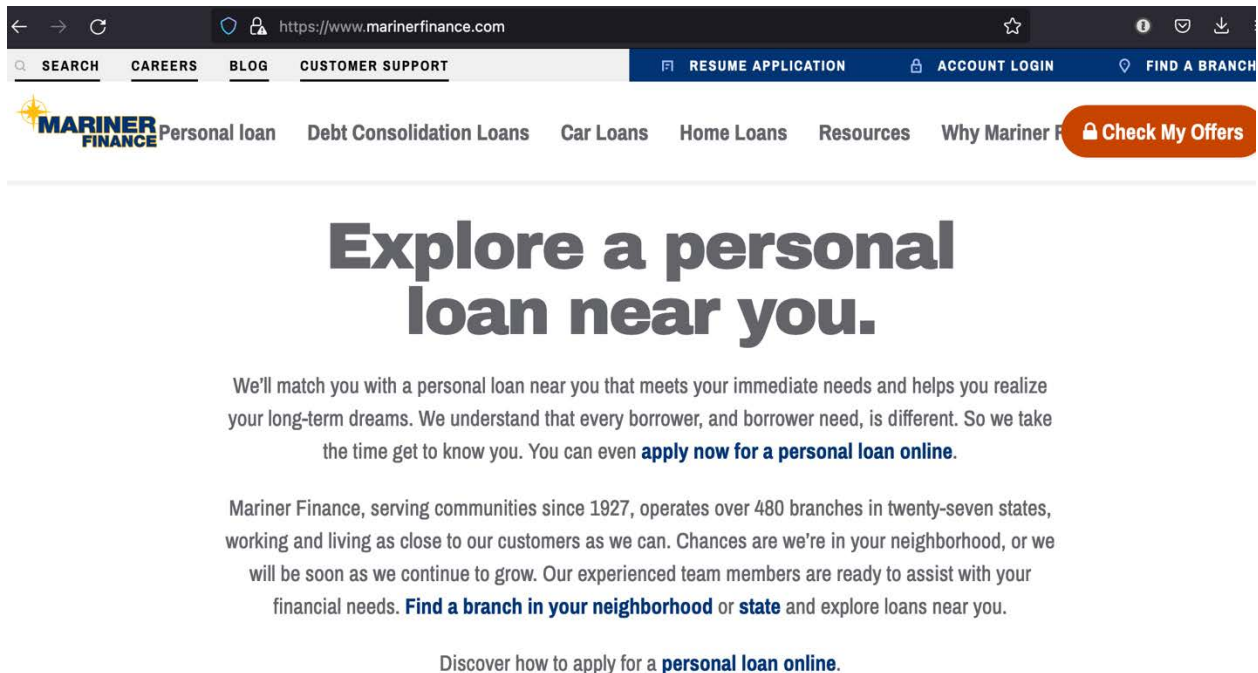 https://www.marinerfinance.com
SEARCH CAREERS BLOG CUSTOMER SUPPORT RESUME APPLICATION ACCOUNT LOGIN FIND A BRANCH
MARINER FINANCE Personal loan Debt Consolidation Loans Car Loans Home Loans Resources Why Mariner F Check My Offers
Explore a personal
loan near you.
We’ll match you with a personal loan near you that meets your immediate needs and helps you realize
your long-term dreams. We understand that every borrower, and borrower need, is different. So we take
the time get to know you. You can even apply now for a personal loan online.
Mariner Finance, serving communities since 1927, operates over 480 branches in twenty-seven states,
working and living as close to our customers as we can. Chances are we’re in your neighborhood, or we
will be soon as we continue to grow. Our experienced team members are ready to assist with your
financial needs. Find a branch in your neighborhood or state and explore loans near you.
Discover how to apply for a personal loan online.